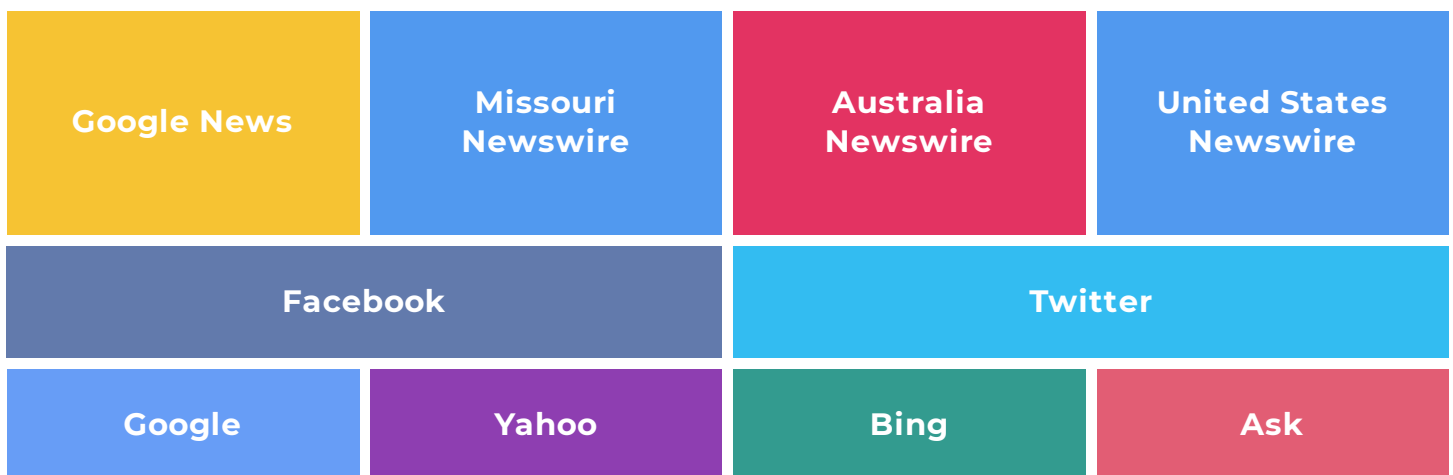 Google News
Missouri
Newswire
Australia
Newswire
United States
Newswire
Facebook
Twitter
Google
Yahoo
Bing
Ask